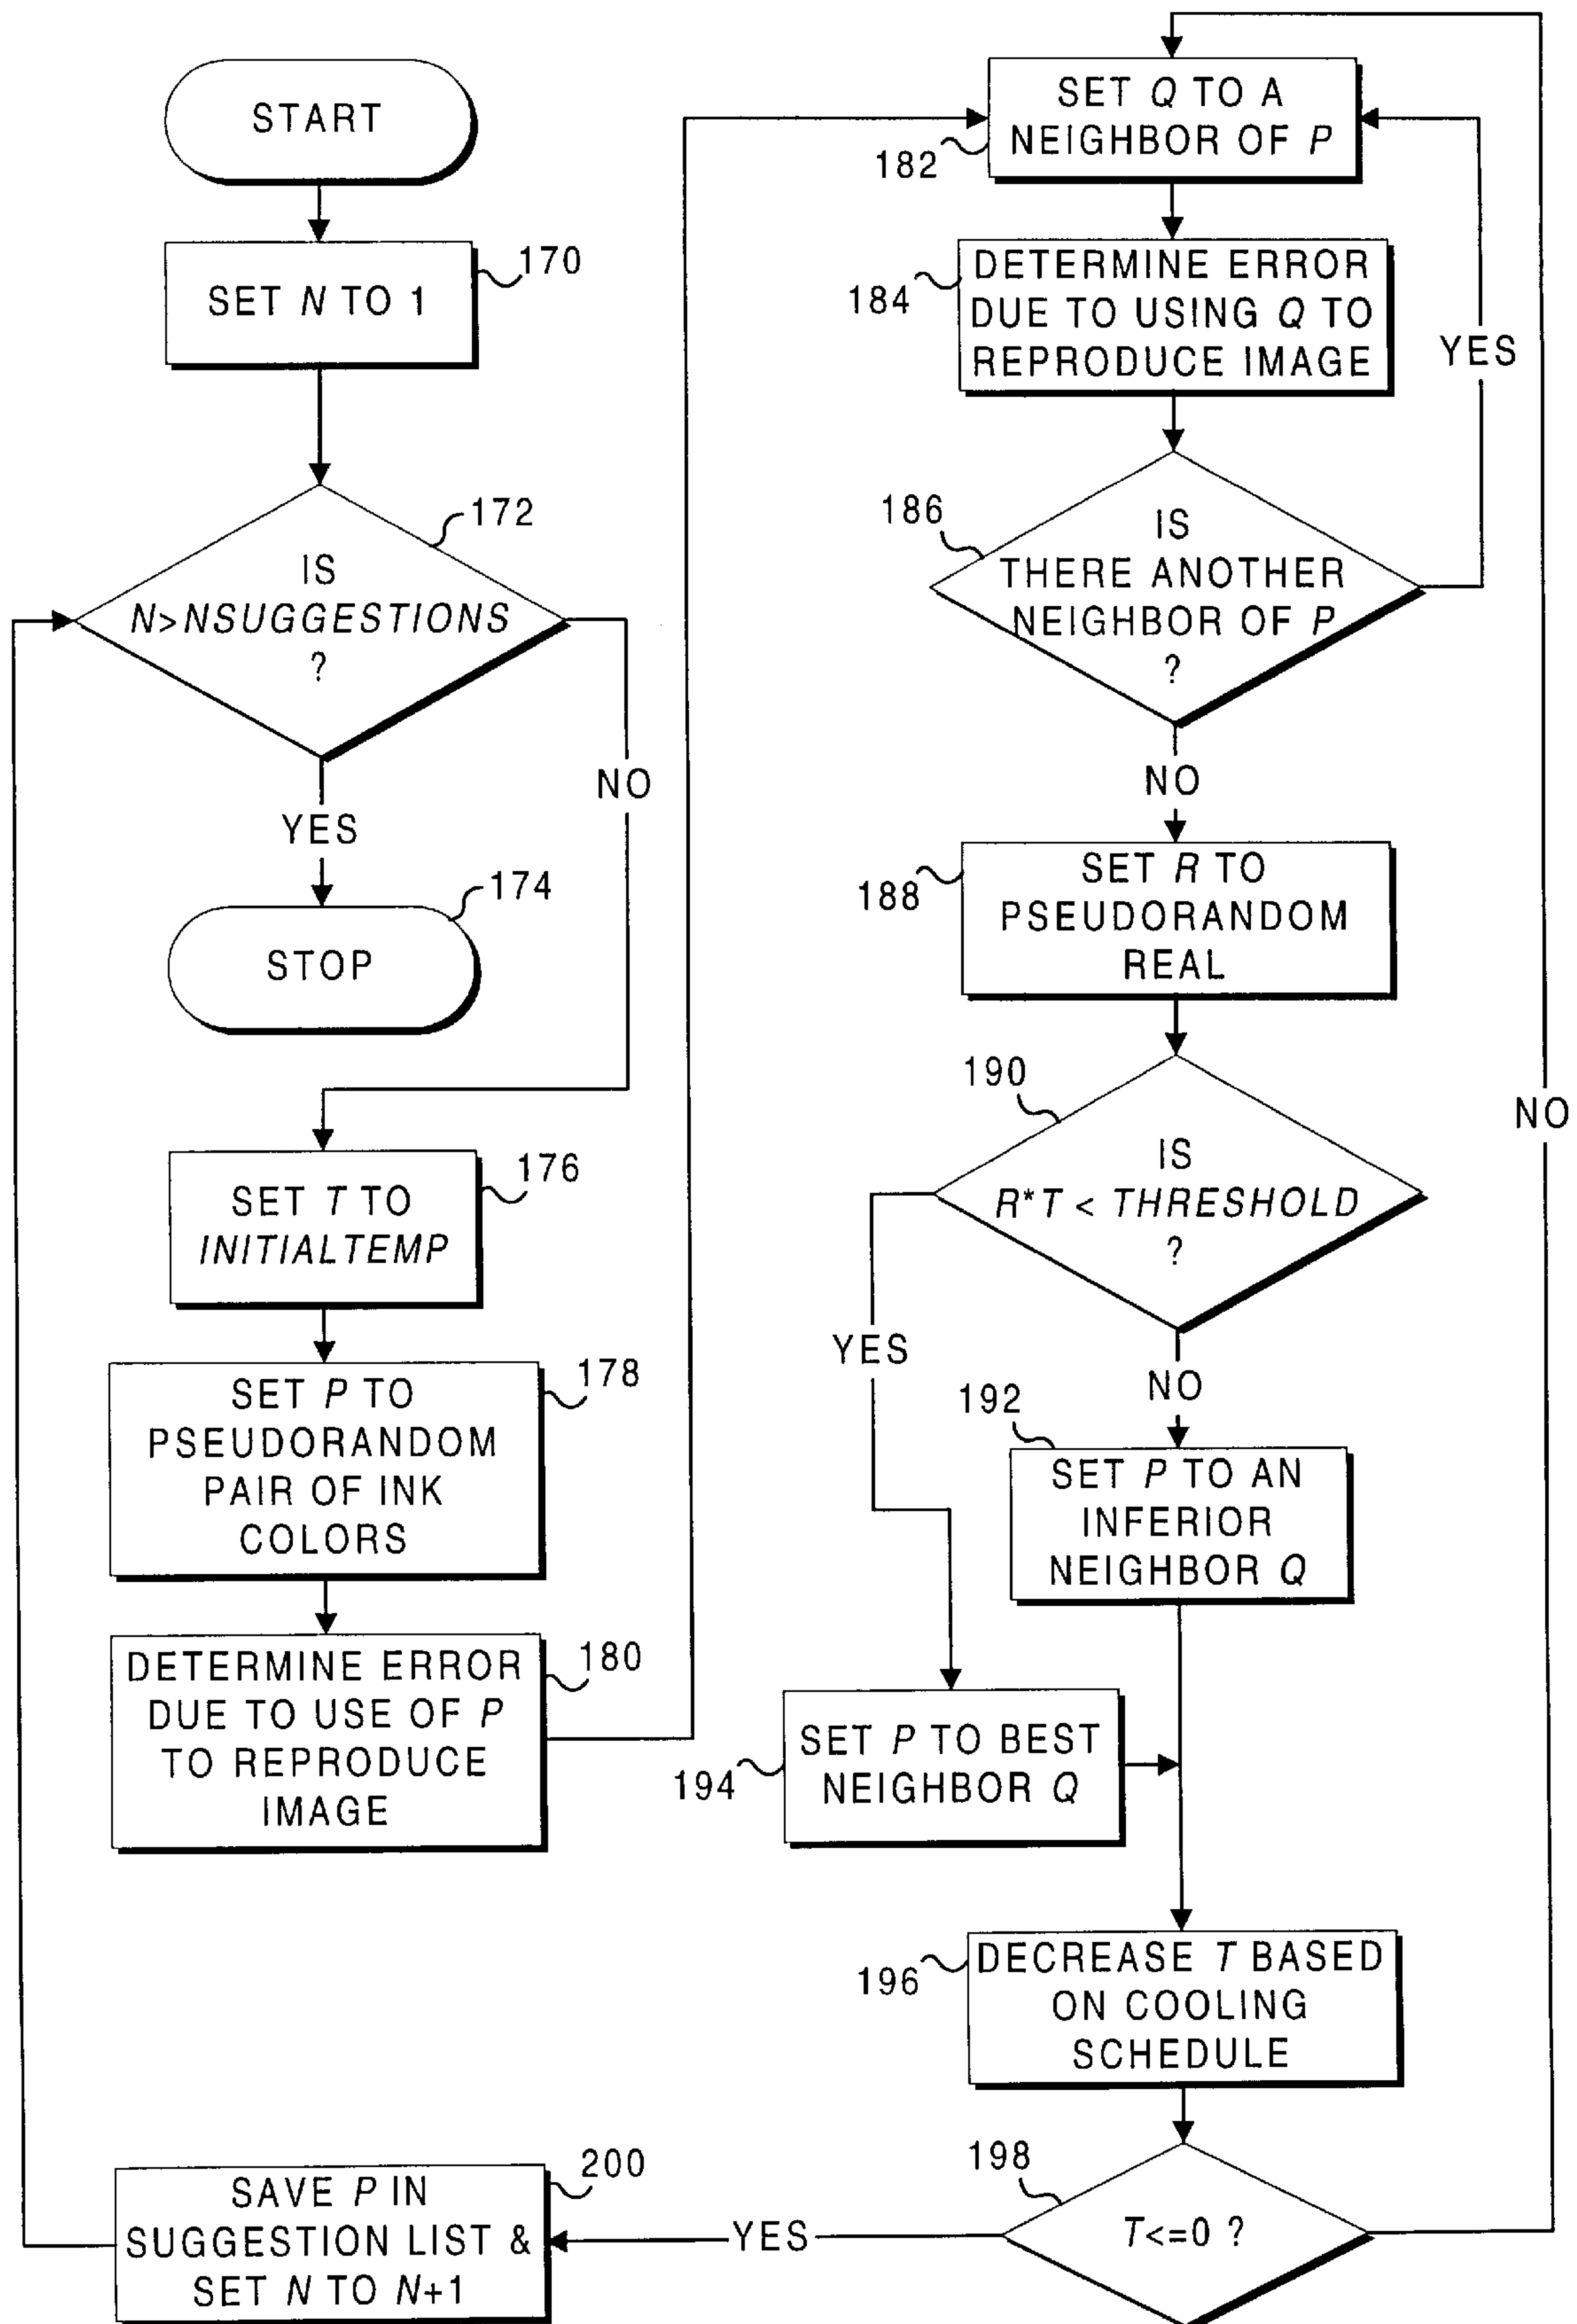 START
SET N TO 1
170
IS
N>NSUGGESTIONS
?
172
NO
YES
STOP
174
SET T TO
INITIALTEMP
176
SET P TO
PSEUDORANDOM
PAIR OF INK
COLORS
178
DETERMINE ERROR
DUE TO USE OF P
TO REPRODUCE
IMAGE
180
SET Q TO A
NEIGHBOR OF P
182
DETERMINE ERROR
DUE TO USING Q TO
REPRODUCE IMAGE
184
YES
IS
THERE ANOTHER
NEIGHBOR OF P
?
186
NO
SET R TO
PSEUDORANDOM
REAL
188
IS
R*T < THRESHOLD
?
190
YES
NO
SET P TO AN
INFERIOR
NEIGHBOR Q
192
SET P TO BEST
NEIGHBOR Q
194
DECREASE T BASED
ON COOLING
SCHEDULE
196
T<=0 ?
198
NO
YES
SAVE P IN
SUGGESTION LIST &
SET N TO N+1
200